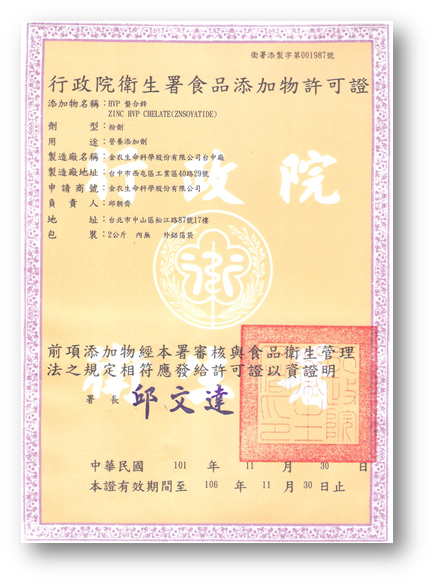 衛署添製字第001987號
行政院衛生署食品添加物許可證
添加物名稱：HVP 螯合鋅
ZINC HVP CHELATE(ZNSOYATIDE)
劑型：粉劑
用途：營養添加劑
製造廠名稱：金衣生命科學股份有限公司台中廠
製造廠地址：台中市西屯區工業區40路29號
申請商號：金衣生命科學股份有限公司
負責人：邱朝齊
地址：台北市中山區松江路87號17樓
包裝：2公斤 內無 外鋁箔袋
前項添加物經本署審核與食品衛生管理
法之規定相符應發給許可證以資證明
署長 邱文達
中華民國 101 年 11 月 30 日
本證有效期間至 106 年 11 月 30 日止